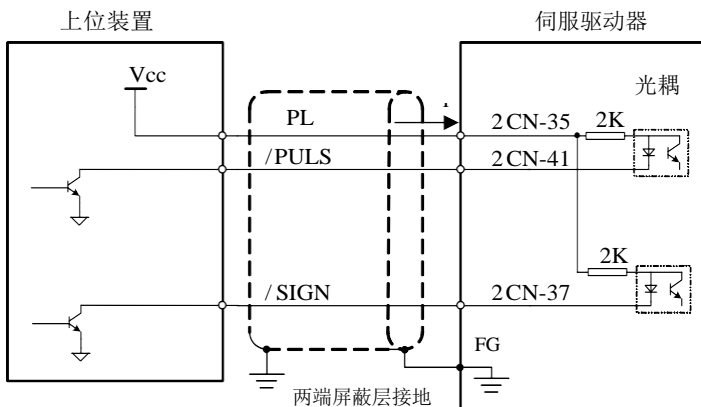 上位装置
伺服驱动器
Vcc
光耦
PL
2CN-35
2K
/PULS
2CN-41
2K
/SIGN
2CN-37
FG
两端屏蔽层接地